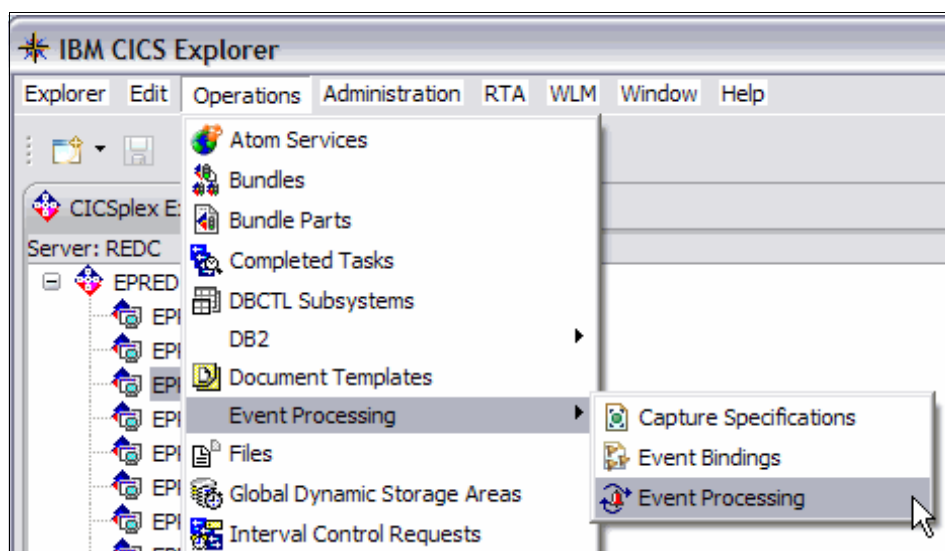 IBM CICS Explorer
Explorer Edit Operations Administration RTA WLM Window Help
Atom Services
Bundles
CICSplex E
Bundle Parts
Server: REDC
Completed Tasks
EPRED
DBCTL Subsystems
DB2
Document Templates
Event Processing
Capture Specifications
Files
Event Bindings
Global Dynamic Storage Areas
Event Processing
Interval Control Requests